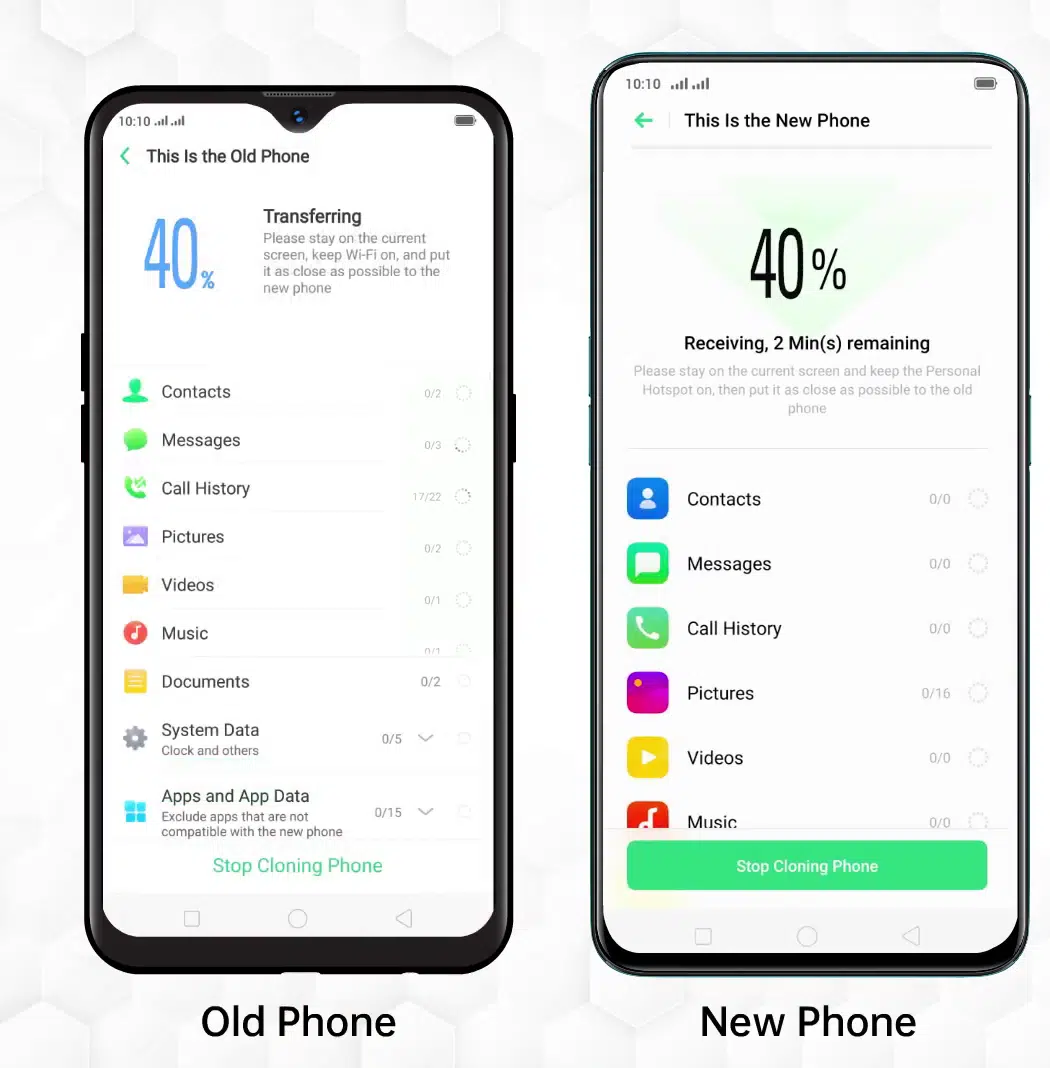 10:10
This Is the Old Phone
40%
Transferring
Please stay on the current
screen, keep Wi-Fi on, and put
it as close as possible to the
new phone
Contacts 0/2
Messages 0/3
Call History 17/22
Pictures 0/2
Videos 0/1
Music 0/1
Documents 0/2
System Data 0/5
Clock and others
Apps and App Data 0/15
Exclude apps that are not
compatible with the new phone
Stop Cloning Phone
Old Phone
10:10
This Is the New Phone
40%
Receiving, 2 Min(s) remaining
Please stay on the current screen and keep the Personal
Hotspot on, then put it as close as possible to the old
phone
Contacts 0/0
Messages 0/0
Call History 0/0
Pictures 0/16
Videos 0/0
Music 0/0
Stop Cloning Phone
New Phone